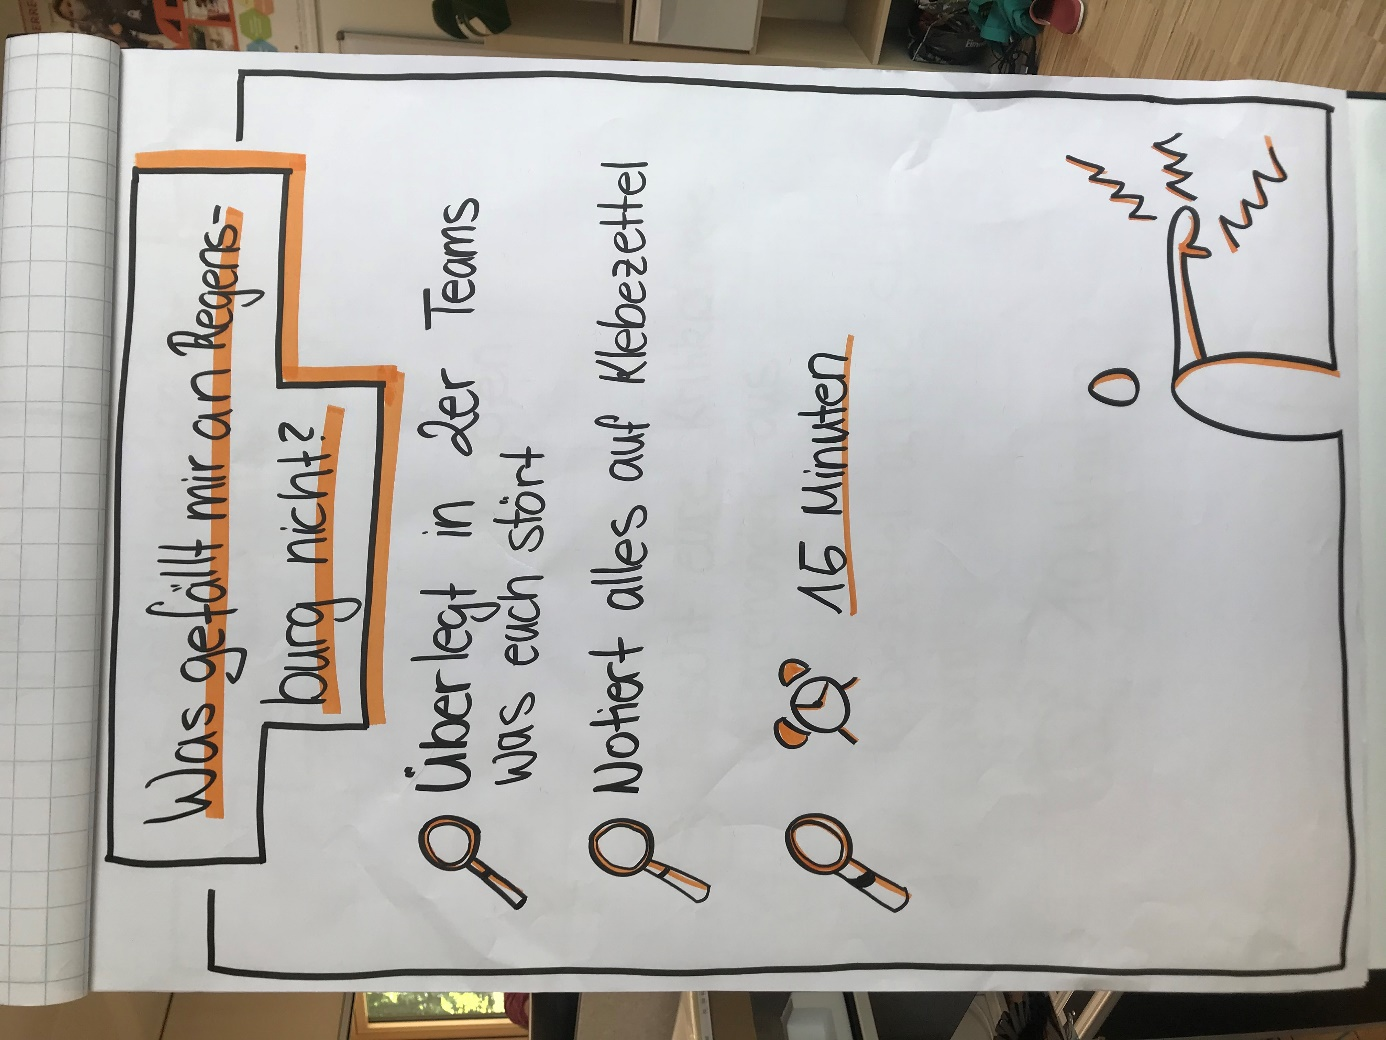 Was gefällt mir an Regens-
burg nicht?
Überlegt in 2er Teams
was euch stört
Notiert alles auf Klebezettel
15 Minuten